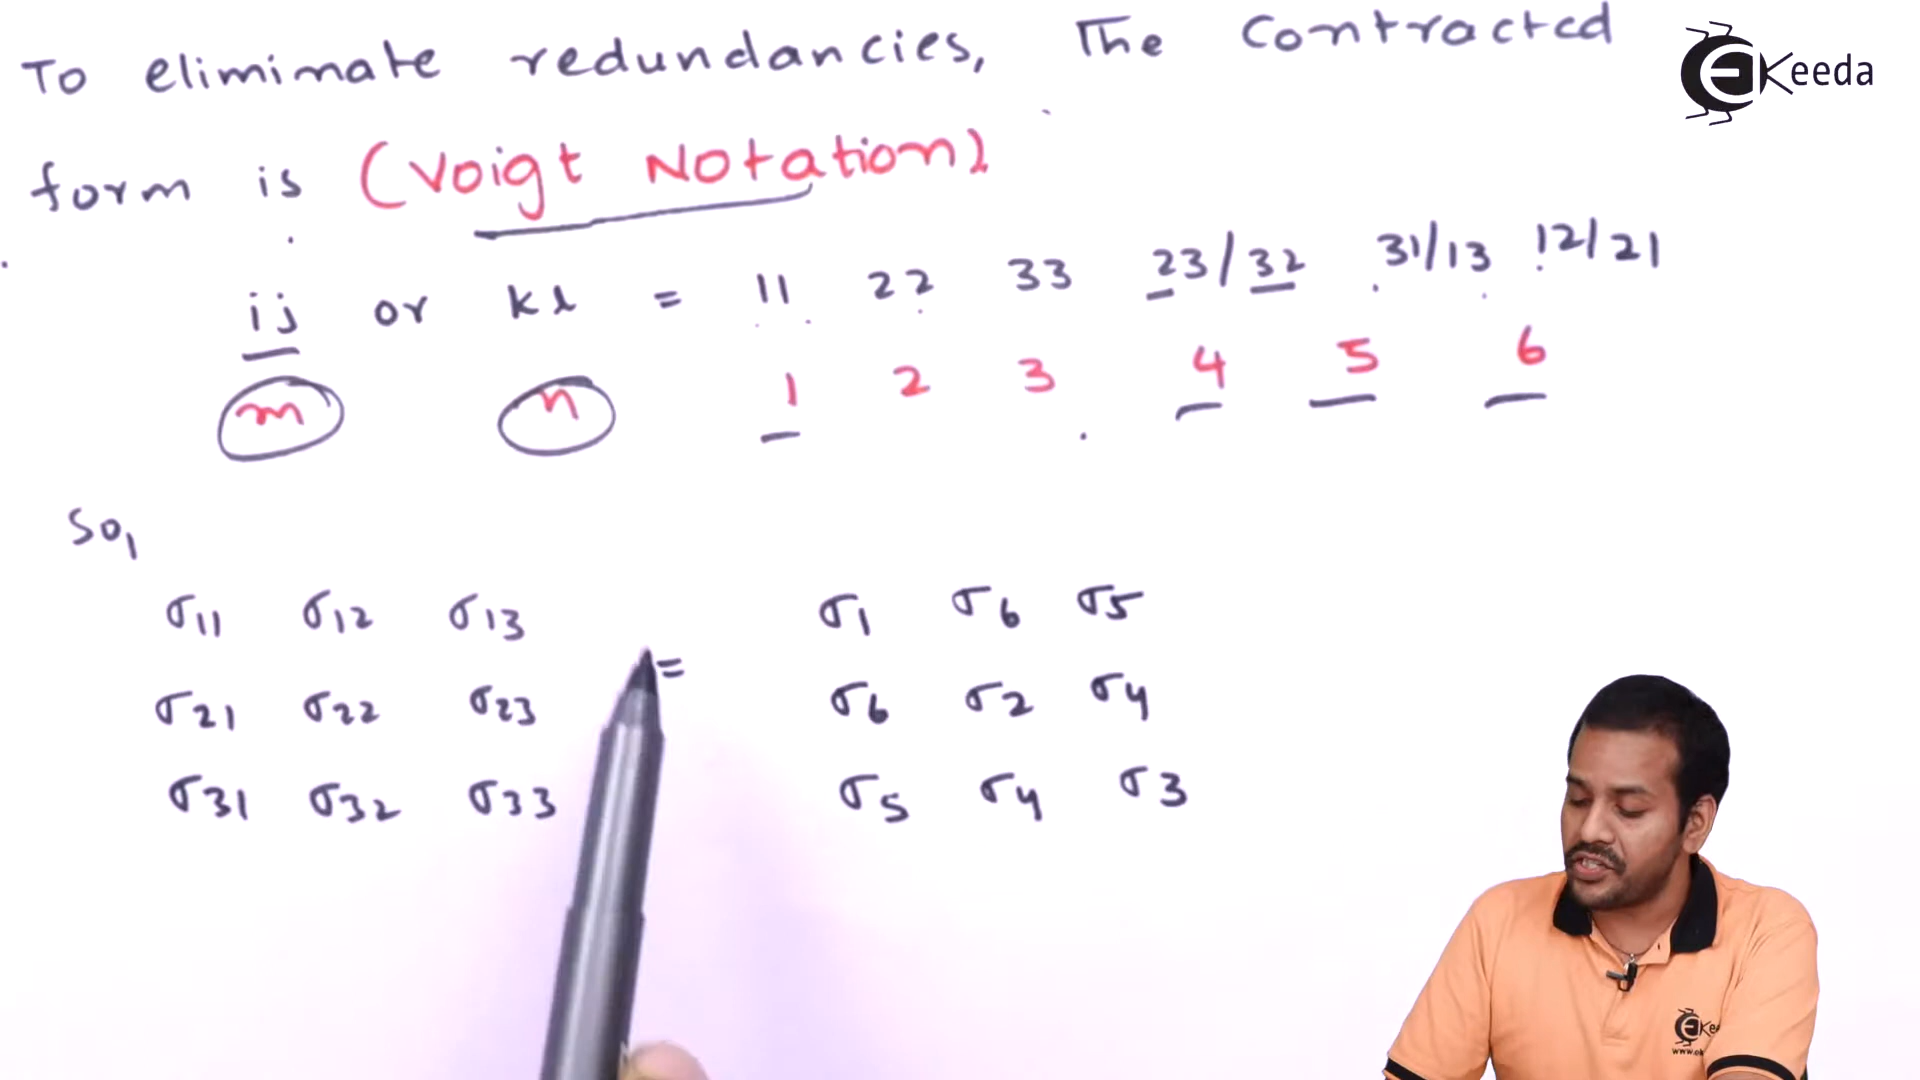 To eliminate redundancies, The contracted
form is (Voigt Notation)
ij or kl = 11 22 33 23/32 31/13 12/21
m n 1 2 3 4 5 6
So,
σ11 σ12 σ13 = σ1 σ6 σ5
σ21 σ22 σ23 σ6 σ2 σ4
σ31 σ32 σ33 σ5 σ4 σ3
EKeeda